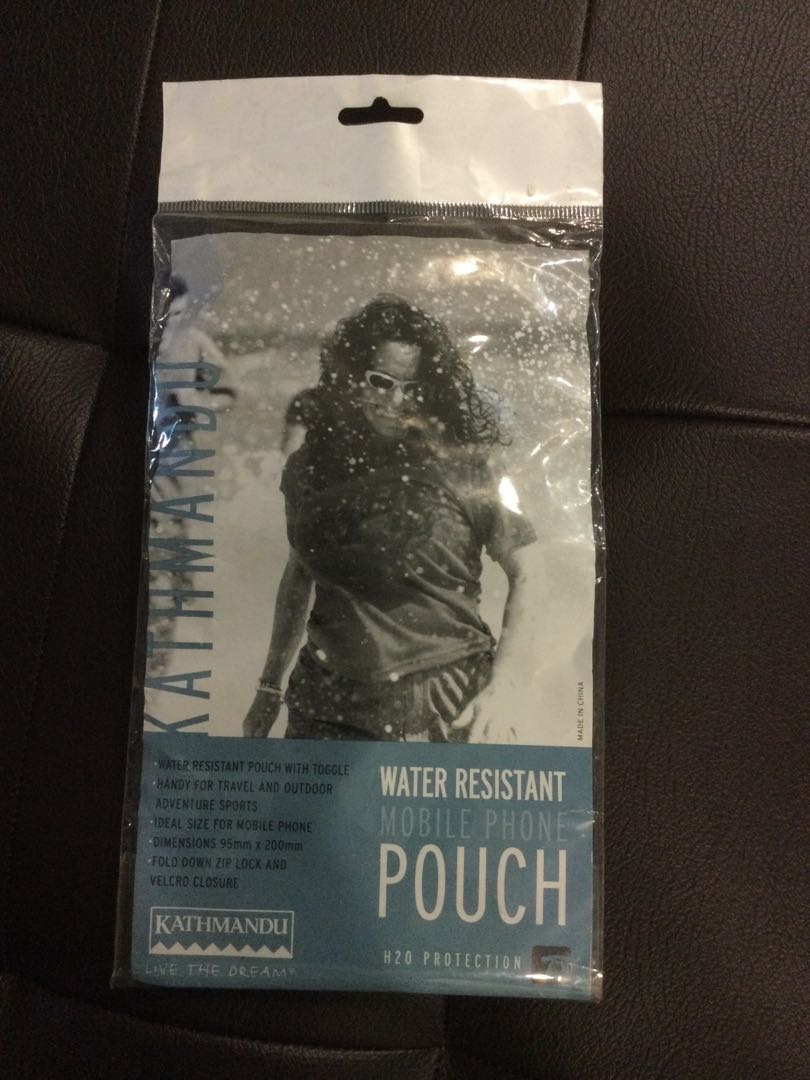 KATHMANDU
MADE IN CHINA
·WATER RESISTANT POUCH WITH TOGGLE
·HANDY FOR TRAVEL AND OUTDOOR
ADVENTURE SPORTS
·IDEAL SIZE FOR MOBILE PHONE
·DIMENSIONS 95mm x 200mm
·FOLD DOWN ZIP LOCK AND
VELCRO CLOSURE
KATHMANDU
LIVE THE DREAM®
WATER RESISTANT
MOBILE PHONE
POUCH
H2O PROTECTION